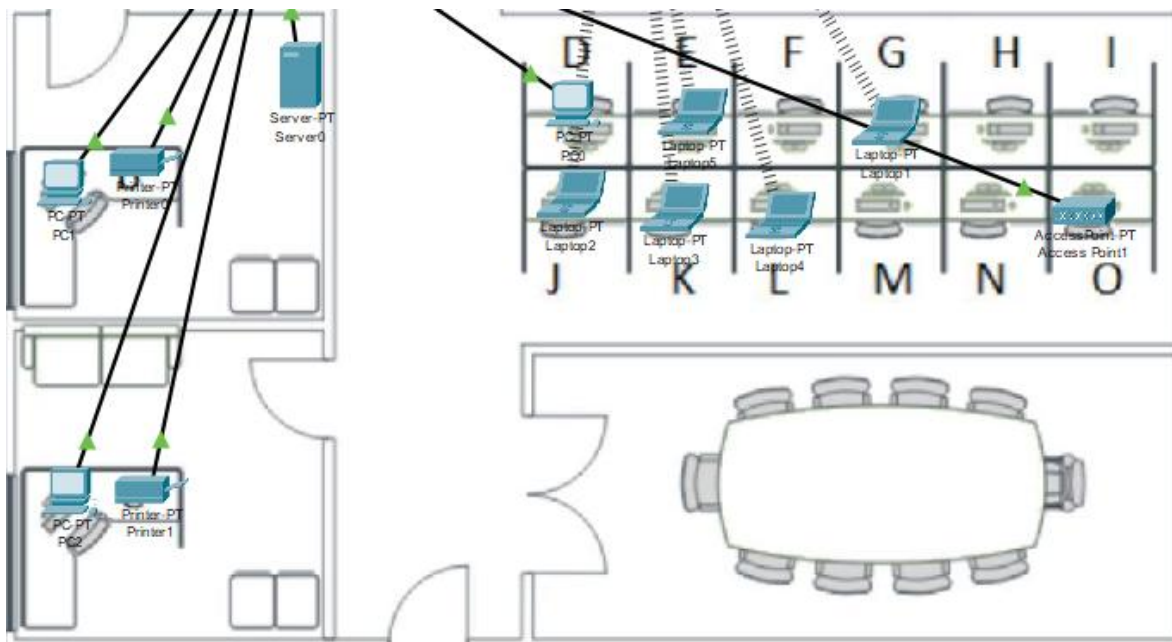 D
E
F
G
H
I
Server-PT
Server0
PC-PT
PC0
Laptop-PT
Laptop5
Laptop-PT
Laptop1
PC-PT
PC1
Printer-PT
Printer0
Laptop-PT
Laptop2
Laptop-PT
Laptop3
Laptop-PT
Laptop4
AccessPoint-PT
Access Point1
J
K
L
M
N
O
PC-PT
PC2
Printer-PT
Printer1